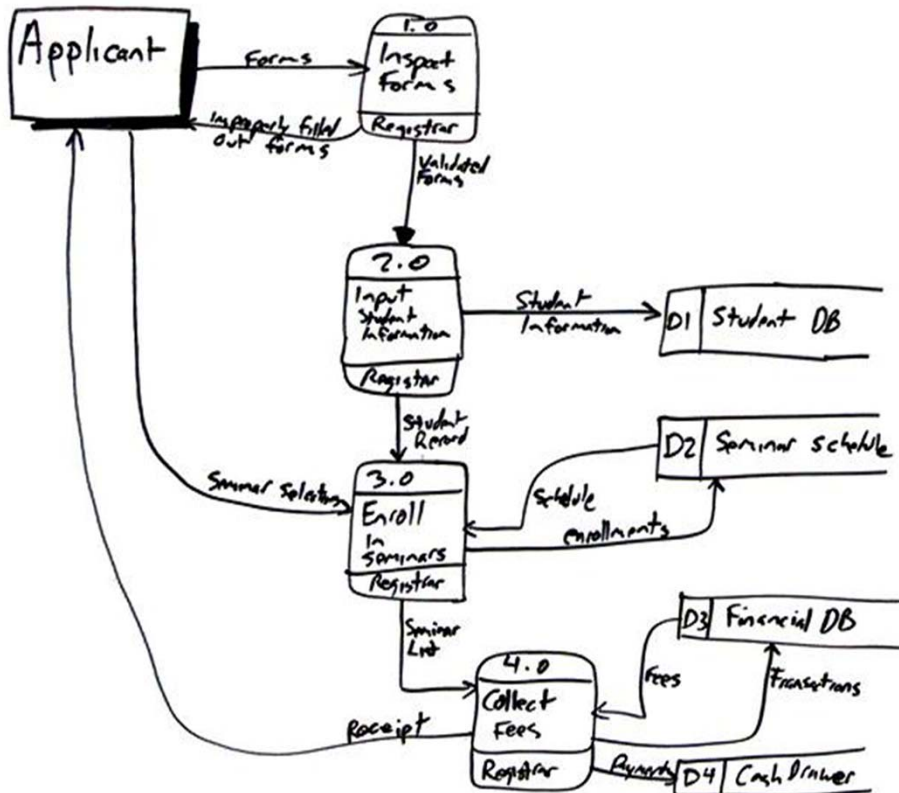 Applicant
Forms
1.0
Inspect
Forms
Registrar
Improperly filled
out forms
Validated
Forms
2.0
Input
Student
Information
Registrar
Student
Information
D1 Student DB
Student
Record
D2 Seminar Schedule
3.0
Enroll
In
Seminars
Registrar
Seminar Selections
Schedule
enrollments
Seminar
List
D3 Financial DB
4.0
Collect
Fees
Registrar
Fees
Transactions
Receipt
Payments
D4 Cash Drawer